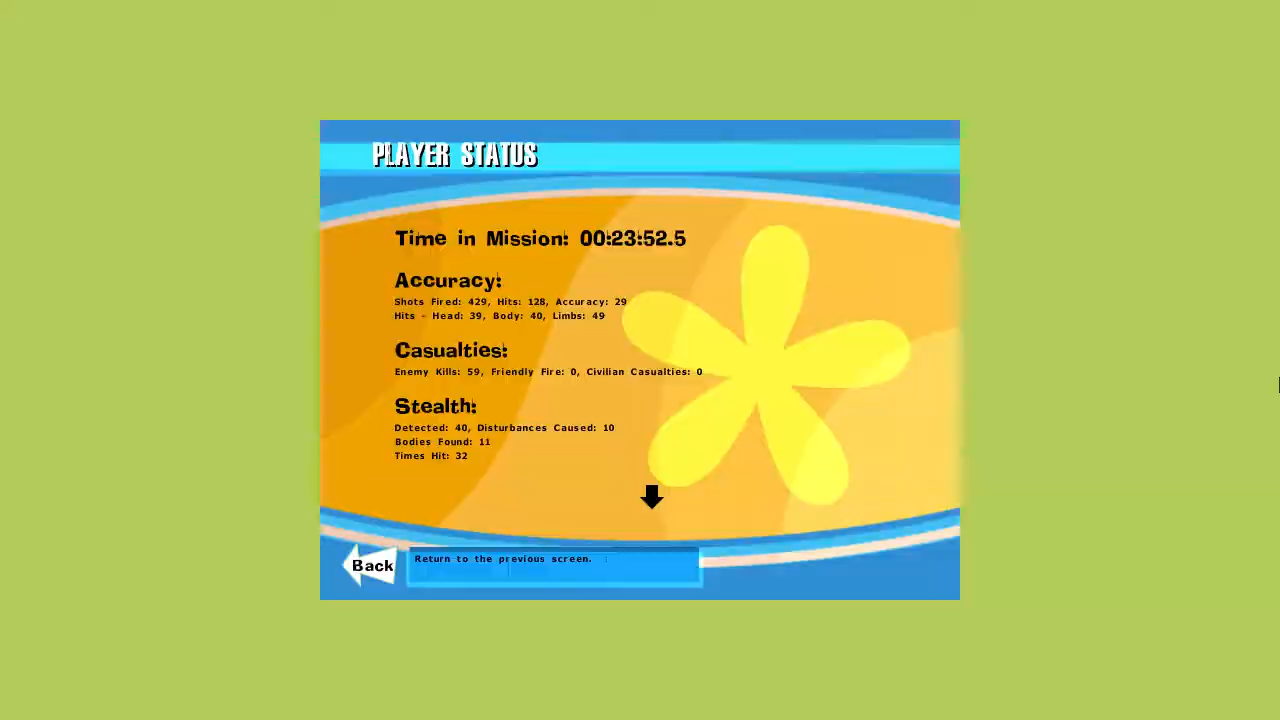 PLAYER STATUS
Time in Mission: 00:23:52.5
Accuracy:
Shots Fired: 429, Hits: 128, Accuracy: 29
Hits - Head: 39, Body: 40, Limbs: 49
Casualties:
Enemy Kills: 59, Friendly Fire: 0, Civilian Casualties: 0
Stealth:
Detected: 40, Disturbances Caused: 10
Bodies Found: 11
Times Hit: 32
Back
Return to the previous screen.